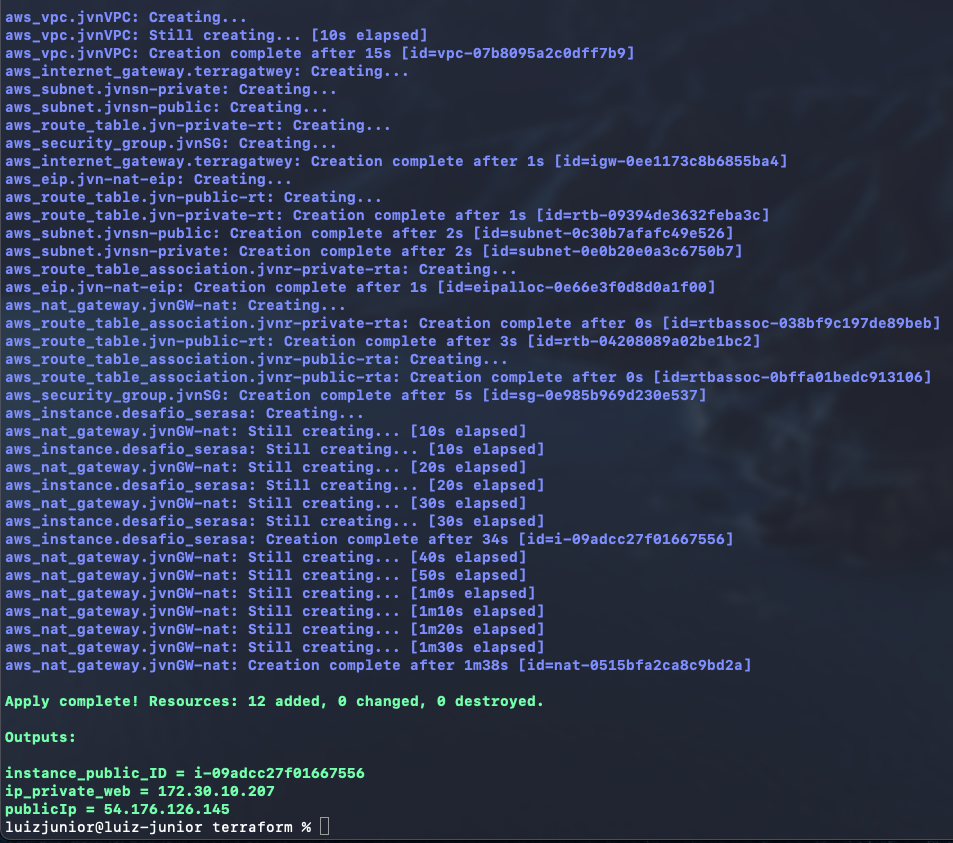 aws_vpc.jvnVPC: Creating...
aws_vpc.jvnVPC: Still creating... [10s elapsed]
aws_vpc.jvnVPC: Creation complete after 15s [id=vpc-07b8095a2c0dff7b9]
aws_internet_gateway.terragatwey: Creating...
aws_subnet.jvnsn-private: Creating...
aws_subnet.jvnsn-public: Creating...
aws_route_table.jvn-private-rt: Creating...
aws_security_group.jvnSG: Creating...
aws_internet_gateway.terragatwey: Creation complete after 1s [id=igw-0ee1173c8b6855ba4]
aws_eip.jvn-nat-eip: Creating...
aws_route_table.jvn-public-rt: Creating...
aws_route_table.jvn-private-rt: Creation complete after 1s [id=rtb-09394de3632feba3c]
aws_subnet.jvnsn-public: Creation complete after 2s [id=subnet-0c30b7afafc49e526]
aws_subnet.jvnsn-private: Creation complete after 2s [id=subnet-0e0b20e0a3c6750b7]
aws_route_table_association.jvnr-private-rta: Creating...
aws_eip.jvn-nat-eip: Creation complete after 1s [id=eipalloc-0e66e3f0d8d0a1f00]
aws_nat_gateway.jvnGW-nat: Creating...
aws_route_table_association.jvnr-private-rta: Creation complete after 0s [id=rtbassoc-038bf9c197de89beb]
aws_route_table.jvn-public-rt: Creation complete after 3s [id=rtb-04208089a02be1bc2]
aws_route_table_association.jvnr-public-rta: Creating...
aws_route_table_association.jvnr-public-rta: Creation complete after 0s [id=rtbassoc-0bffa01bedc913106]
aws_security_group.jvnSG: Creation complete after 5s [id=sg-0e985b969d230e537]
aws_instance.desafio_serasa: Creating...
aws_nat_gateway.jvnGW-nat: Still creating... [10s elapsed]
aws_instance.desafio_serasa: Still creating... [10s elapsed]
aws_nat_gateway.jvnGW-nat: Still creating... [20s elapsed]
aws_instance.desafio_serasa: Still creating... [20s elapsed]
aws_nat_gateway.jvnGW-nat: Still creating... [30s elapsed]
aws_instance.desafio_serasa: Still creating... [30s elapsed]
aws_instance.desafio_serasa: Creation complete after 34s [id=i-09adcc27f01667556]
aws_nat_gateway.jvnGW-nat: Still creating... [40s elapsed]
aws_nat_gateway.jvnGW-nat: Still creating... [50s elapsed]
aws_nat_gateway.jvnGW-nat: Still creating... [1m0s elapsed]
aws_nat_gateway.jvnGW-nat: Still creating... [1m10s elapsed]
aws_nat_gateway.jvnGW-nat: Still creating... [1m20s elapsed]
aws_nat_gateway.jvnGW-nat: Still creating... [1m30s elapsed]
aws_nat_gateway.jvnGW-nat: Creation complete after 1m38s [id=nat-0515bfa2ca8c9bd2a]
Apply complete! Resources: 12 added, 0 changed, 0 destroyed.
Outputs:
instance_public_ID = i-09adcc27f01667556
ip_private_web = 172.30.10.207
publicIp = 54.176.126.145
luizjunior@luiz-junior terraform %